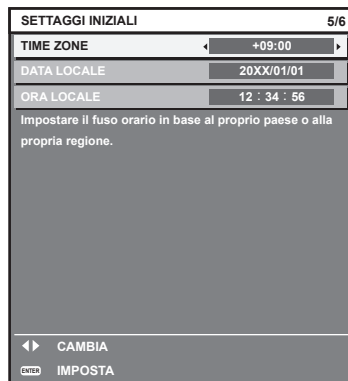 SETTAGGI INIZIALI 5/6
TIME ZONE +09:00
DATA LOCALE 20XX/01/01
ORA LOCALE 12 : 34 : 56
Impostare il fuso orario in base al proprio paese o alla
propria regione.
CAMBIA
ENTER IMPOSTA